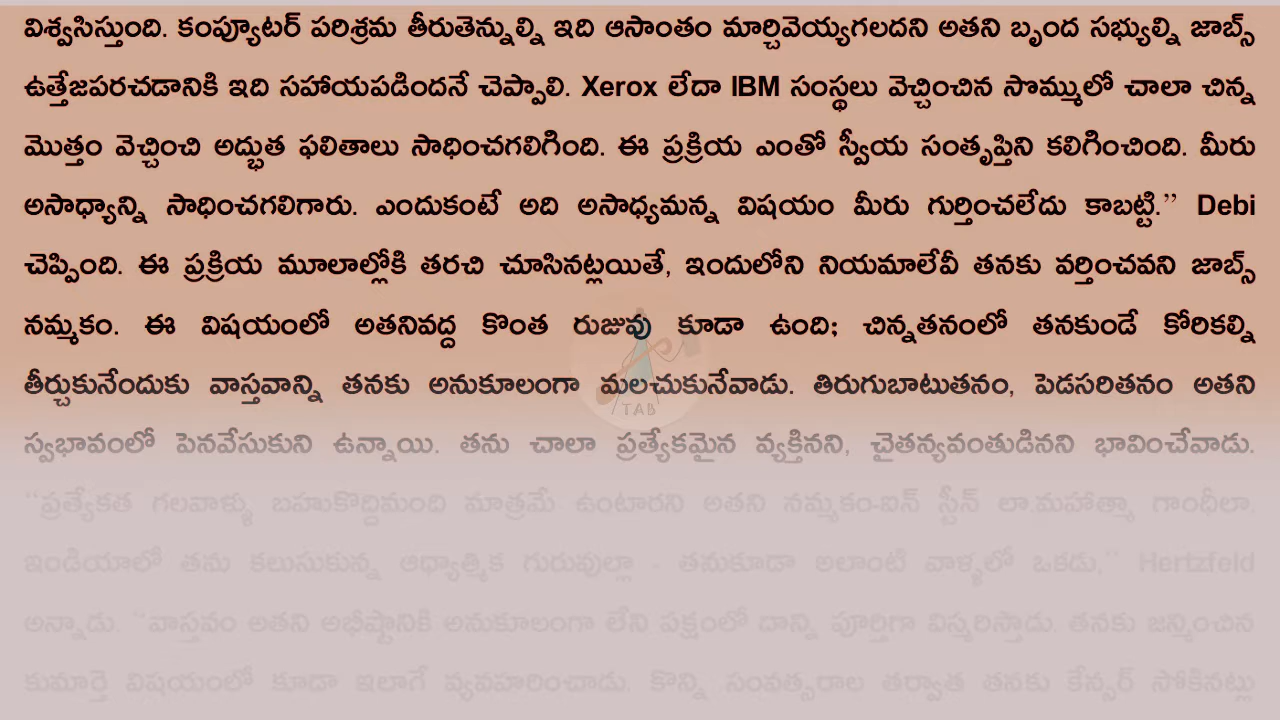 విశ్వసిస్తుంది. కంప్యూటర్ పరిశ్రమ తీరుతెన్నుల్ని ఇది ఆసాంతం మార్చివెయ్యగలదని అతని బృంద సభ్యుల్ని జాబ్స్
ఉత్తేజపరచడానికి ఇది సహాయపడిందనే చెప్పాలి. Xerox లేదా IBM సంస్థలు వెచ్చించిన సొమ్ములో చాలా చిన్న
మొత్తం వెచ్చించి అద్భుత ఫలితాలు సాధించగలిగింది. ఈ ప్రక్రియ ఎంతో స్వీయ సంతృప్తిని కలిగించింది. మీరు
అసాధ్యాన్ని సాధించగలిగారు. ఎందుకంటే అది అసాధ్యమన్న విషయం మీరు గుర్తించలేదు కాబట్టి.’’ Debi
చెప్పింది. ఈ ప్రక్రియ మూలాల్లోకి తరచి చూసినట్లయితే, ఇందులోని నియమాలేవీ తనకు వర్తించవని జాబ్స్
నమ్మకం. ఈ విషయంలో అతనివద్ద కొంత రుజువు కూడా ఉంది; చిన్నతనంలో తనకుండే కోరికల్ని
తీర్చుకునేందుకు వాస్తవాన్ని తనకు అనుకూలంగా మలచుకునేవాడు. తిరుగుబాటుతనం, పెడసరితనం అతని
TAB
స్వభావంలో పెనవేసుకుని ఉన్నాయి. తను చాలా ప్రత్యేకమైన వ్యక్తినని, చైతన్యవంతుడినని భావించేవాడు.
‘‘ప్రత్యేకత గలవాళ్ళు బహుకొద్దిమంది మాత్రమే ఉంటారని అతని నమ్మకం-ఐన్ స్టీన్ లా.మహాత్మా గాంధీలా.
ఇండియాలో తను కలుసుకున్న ఆధ్యాత్మిక గురువుల్లా - తనుకూడా అలాంటి వాళ్ళలో ఒకడు.’’ Hertzfeld
అన్నాడు. ‘‘వాస్తవం అతని అభీష్టానికి అనుకూలంగా లేని పక్షంలో దాన్ని పూర్తిగా విస్మరిస్తాడు. తనకు జన్మించిన
కుమార్తె విషయంలో కూడా ఇలాగే వ్యవహరించాడు. కొన్ని సంవత్సరాల తర్వాత తనకు కేన్సర్ సోకినట్లు